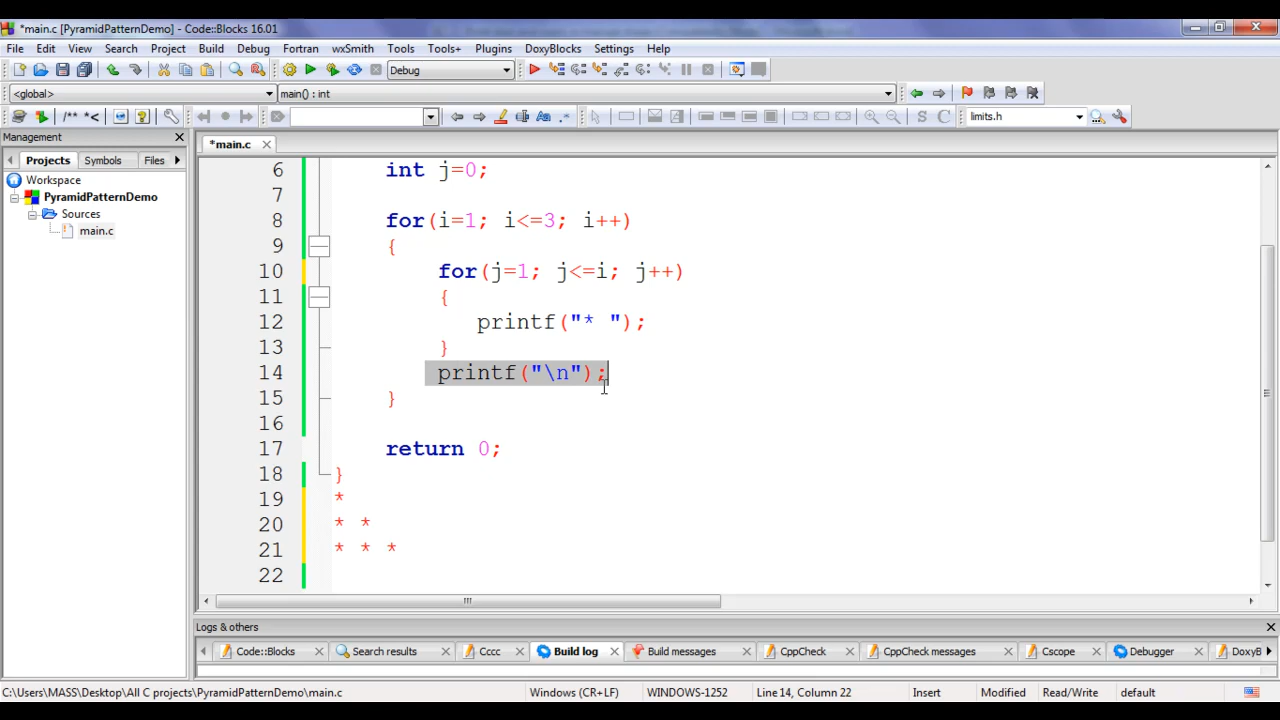 *main.c [PyramidPatternDemo] - Code::Blocks 16.01
File Edit View Search Project Build Debug Fortran wxSmith Tools Tools+ Plugins DoxyBlocks Settings Help
Debug
<global> main() : int
/** *< .* S C limits.h
Management
Projects Symbols Files
Workspace
PyramidPatternDemo
Sources
main.c
*main.c
6 int j=0;
7
8 for(i=1; i<=3; i++)
9 {
10 for(j=1; j<=i; j++)
11 {
12 printf("* ");
13 }
14 printf("\n");
15 }
16
17 return 0;
18 }
19 *
20 * *
21 * * *
22
Logs & others
Code::Blocks Search results Cccc Build log Build messages CppCheck CppCheck messages Cscope Debugger DoxyB
C:\Users\MASS\Desktop\All C projects\PyramidPatternDemo\main.c Windows (CR+LF) WINDOWS-1252 Line 14, Column 22 Insert Modified Read/Write default